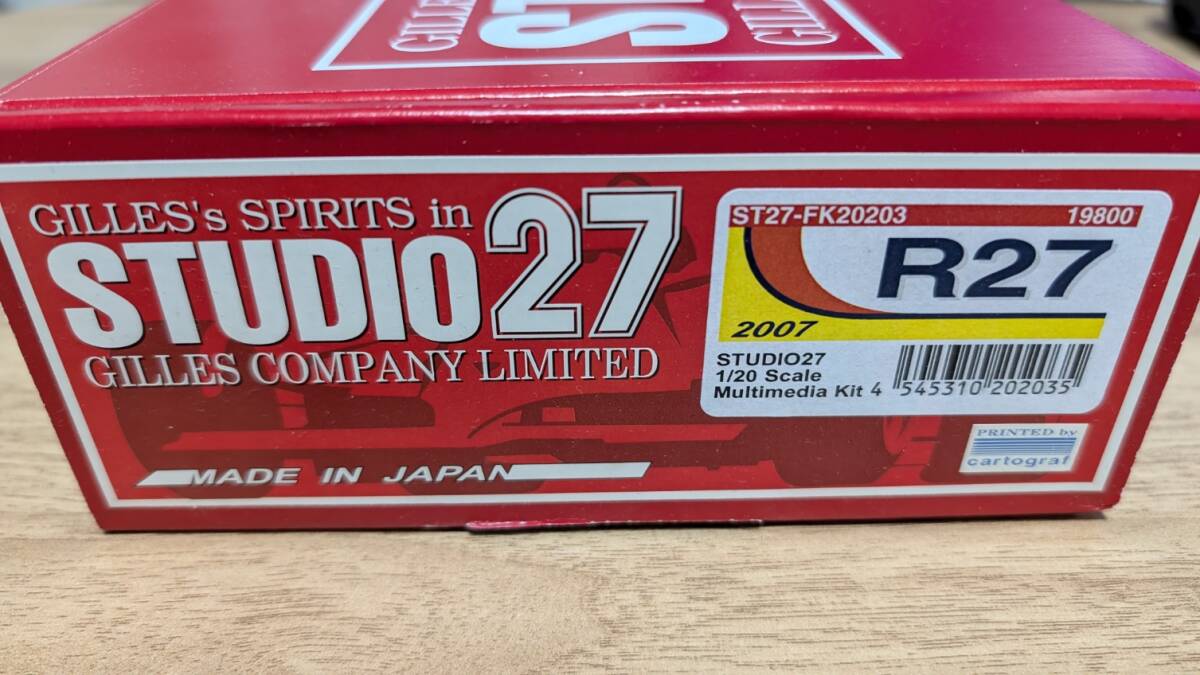 GILLES's SPIRITS in
STUDIO27
GILLES COMPANY LIMITED
MADE IN JAPAN
ST27-FK20203 19800
R27
2007
STUDIO27
1/20 Scale
Multimedia Kit 4 545310 202035
PRINTED by
cartograf